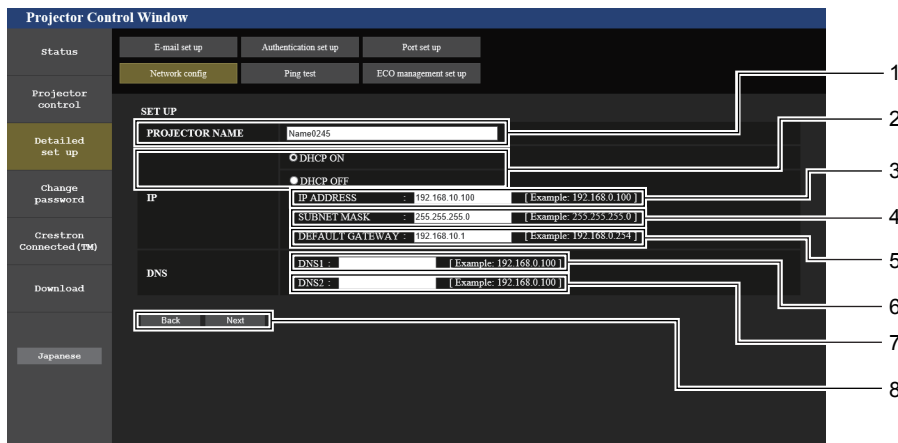 Projector Control Window
Status
E-mail set up
Authentication set up
Port set up
Network config
Ping test
ECO management set up
Projector
control
Detailed
set up
Change
password
Crestron
Connected(TM)
Download
Japanese
SET UP
PROJECTOR NAME Name0245
DHCP ON
DHCP OFF
IP
IP ADDRESS : 192.168.10.100 [ Example: 192.168.0.100 ]
SUBNET MASK : 255.255.255.0 [ Example: 255.255.255.0 ]
DEFAULT GATEWAY : 192.168.10.1 [ Example: 192.168.0.254 ]
DNS
DNS1 : [ Example: 192.168.0.100 ]
DNS2 : [ Example: 192.168.0.100 ]
Back Next
1
2
3
4
5
6
7
8